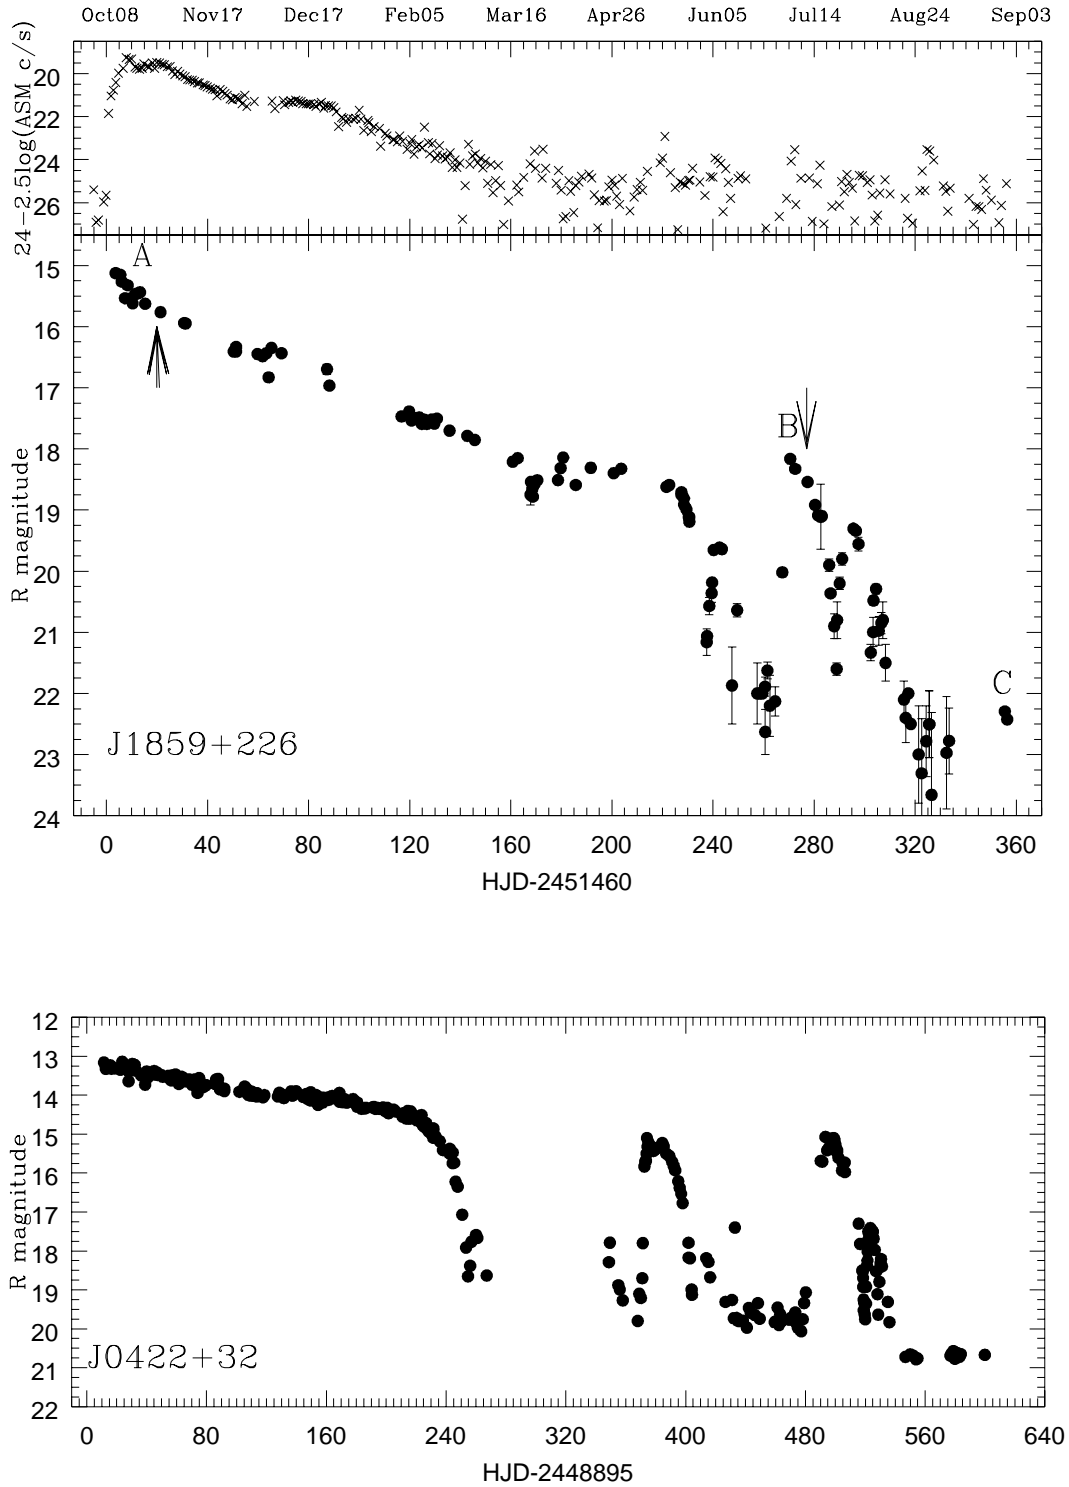 Oct08 Nov17 Dec17 Feb05 Mar16 Apr26 Jun05 Jul14 Aug24 Sep03
24-2.5log(ASM c/s)
20
22
24
26
R magnitude
15
16
17
18
19
20
21
22
23
24
A
B
C
J1859+226
0 40 80 120 160 200 240 280 320 360
HJD-2451460
R magnitude
12
13
14
15
16
17
18
19
20
21
22
J0422+32
0 80 160 240 320 400 480 560 640
HJD-2448895